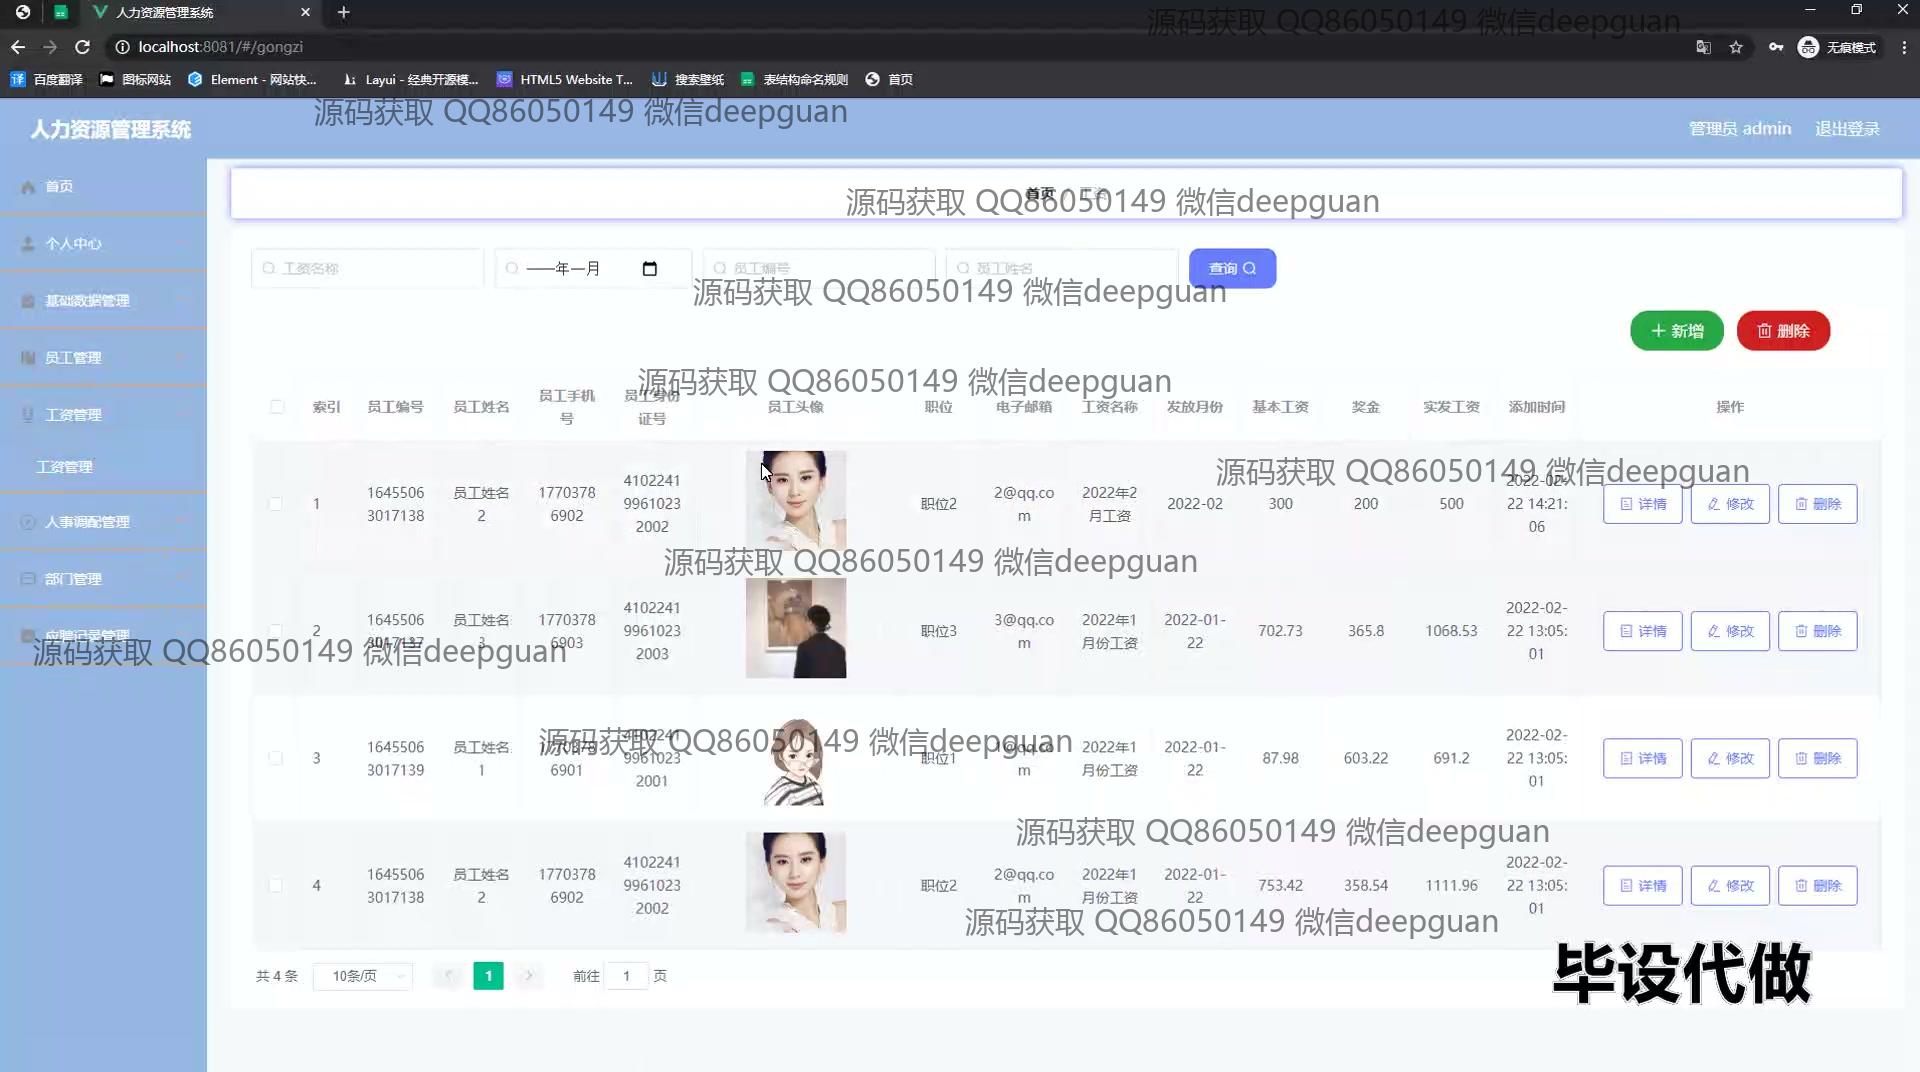 人力资源管理系统
源码获取 QQ86050149 微信deepguan
localhost:8081/#/gongzi
无痕模式
百度翻译
图标网站
Element - 网站快...
Layui - 经典开源模...
HTML5 Website T...
搜索壁纸
表结构命名规则
首页
源码获取 QQ86050149 微信deepguan
人力资源管理系统
管理员 admin
退出登录
首页
首页
源码获取 QQ86050149 微信deepguan
个人中心
工资名称
——年—月
员工编号
员工姓名
查询
源码获取 QQ86050149 微信deepguan
基础数据管理
新增
删除
员工管理
源码获取 QQ86050149 微信deepguan
索引 员工编号 员工姓名 员工手机号 员工身份证号 员工头像 职位 电子邮箱 工资名称 发放月份 基本工资 奖金 实发工资 添加时间 操作
工资管理
工资管理
源码获取 QQ86050149 微信deepguan
1 16455063017138 员工姓名2 17703786902 410224199610232002 职位2 2@qq.com 2022年2月工资 2022-02 300 200 500 2022-02-22 14:21:06 详情 修改 删除
人事调配管理
源码获取 QQ86050149 微信deepguan
部门管理
2 16455063017137 员工姓名3 17703786903 410224199610232003 职位3 3@qq.com 2022年1月份工资 2022-01-22 702.73 365.8 1068.53 2022-02-22 13:05:01 详情 修改 删除
应聘记录管理
源码获取 QQ86050149 微信deepguan
源码获取 QQ86050149 微信deepguan
3 16455063017139 员工姓名1 17703786901 410224199610232001 职位1 2022年1月份工资 2022-01-22 87.98 603.22 691.2 2022-02-22 13:05:01 详情 修改 删除
源码获取 QQ86050149 微信deepguan
4 16455063017138 员工姓名2 17703786902 410224199610232002 职位2 2@qq.com 2022年1月份工资 2022-01-22 753.42 358.54 1111.96 2022-02-22 13:05:01 详情 修改 删除
源码获取 QQ86050149 微信deepguan
共 4 条 10条/页 1 前往 1 页
毕设代做